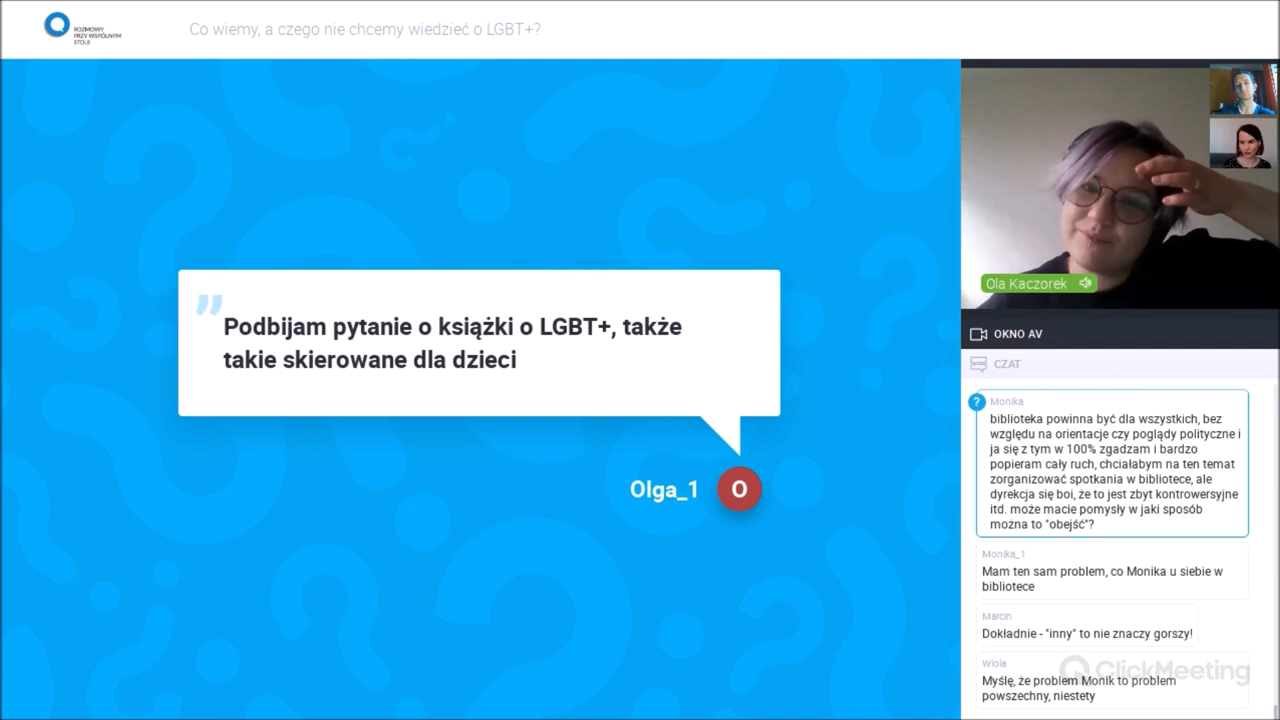 ROZMOWY
PRZY WSPÓLNYM
STOLE
Co wiemy, a czego nie chcemy wiedzieć o LGBT+?
”
Podbijam pytanie o książki o LGBT+, także
takie skierowane dla dzieci
Olga_1 O
Ola Kaczorek
OKNO AV
CZAT
?
Monika
biblioteka powinna być dla wszystkich, bez
względu na orientacje czy poglądy polityczne i
ja się z tym w 100% zgadzam i bardzo
popieram cały ruch, chciałabym na ten temat
zorganizować spotkania w bibliotece, ale
dyrekcja się boi, że to jest zbyt kontrowersyjne
itd. może macie pomysły w jaki sposób
można to "obejść"?
Monika_1
Mam ten sam problem, co Monika u siebie w
bibliotece
Marcin
Dokładnie - "inny" to nie znaczy gorszy!
Wiola
Myślę, że problem Monik to problem
powszechny, niestety
ClickMeeting